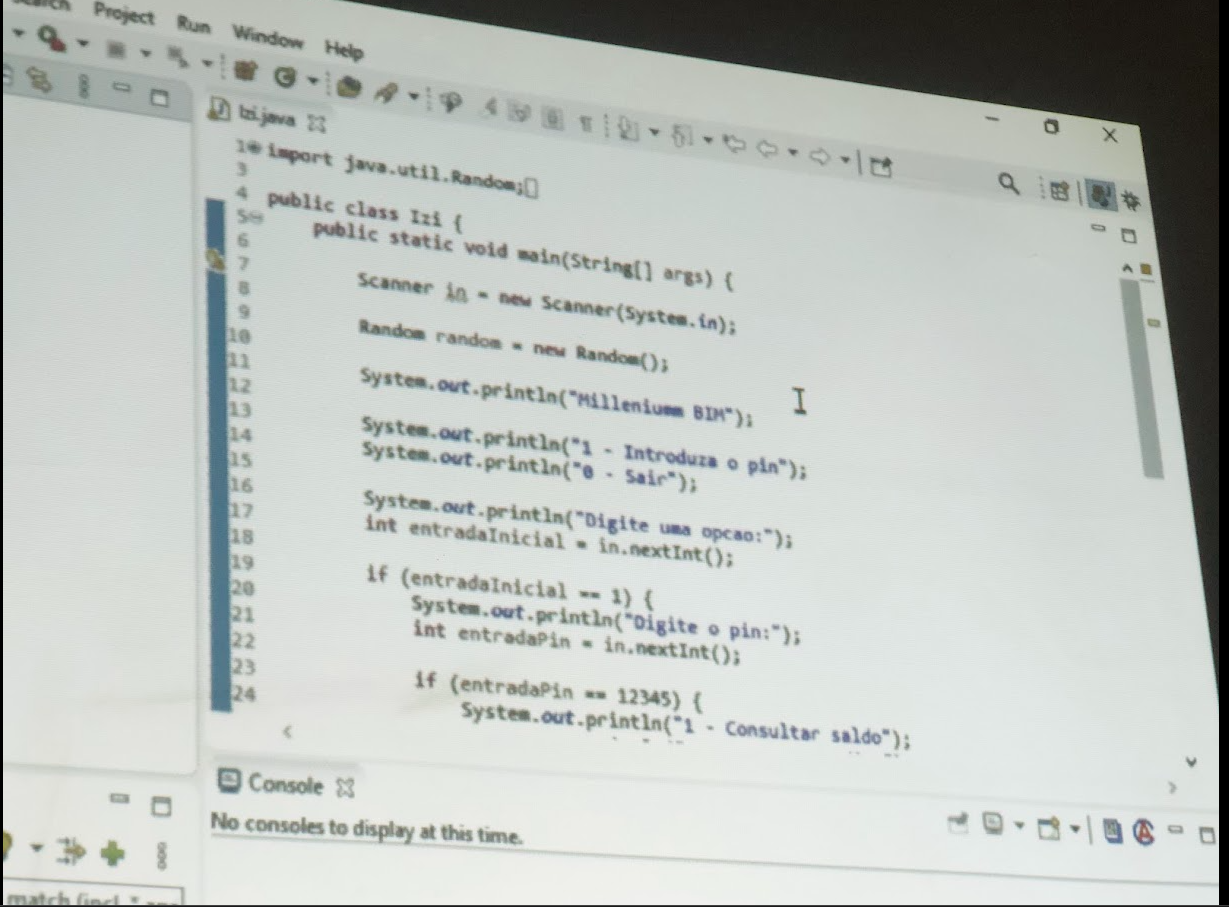 Project Run Window Help
Izi.java
1 import java.util.Random;
3
4 public class Izi {
5 public static void main(String[] args) {
6
7 Scanner in = new Scanner(System.in);
8
9 Random random = new Random();
10
11 System.out.println("Milleniumm BIM");
12
13 System.out.println("1 - Introduza o pin");
14 System.out.println("0 - Sair");
15
16 System.out.println("Digite uma opcao:");
17 int entradaInicial = in.nextInt();
18
19 if (entradaInicial == 1) {
20 System.out.println("Digite o pin:");
21 int entradaPin = in.nextInt();
22
23 if (entradaPin == 12345) {
24 System.out.println("1 - Consultar saldo");
Console
No consoles to display at this time.
match (incl.